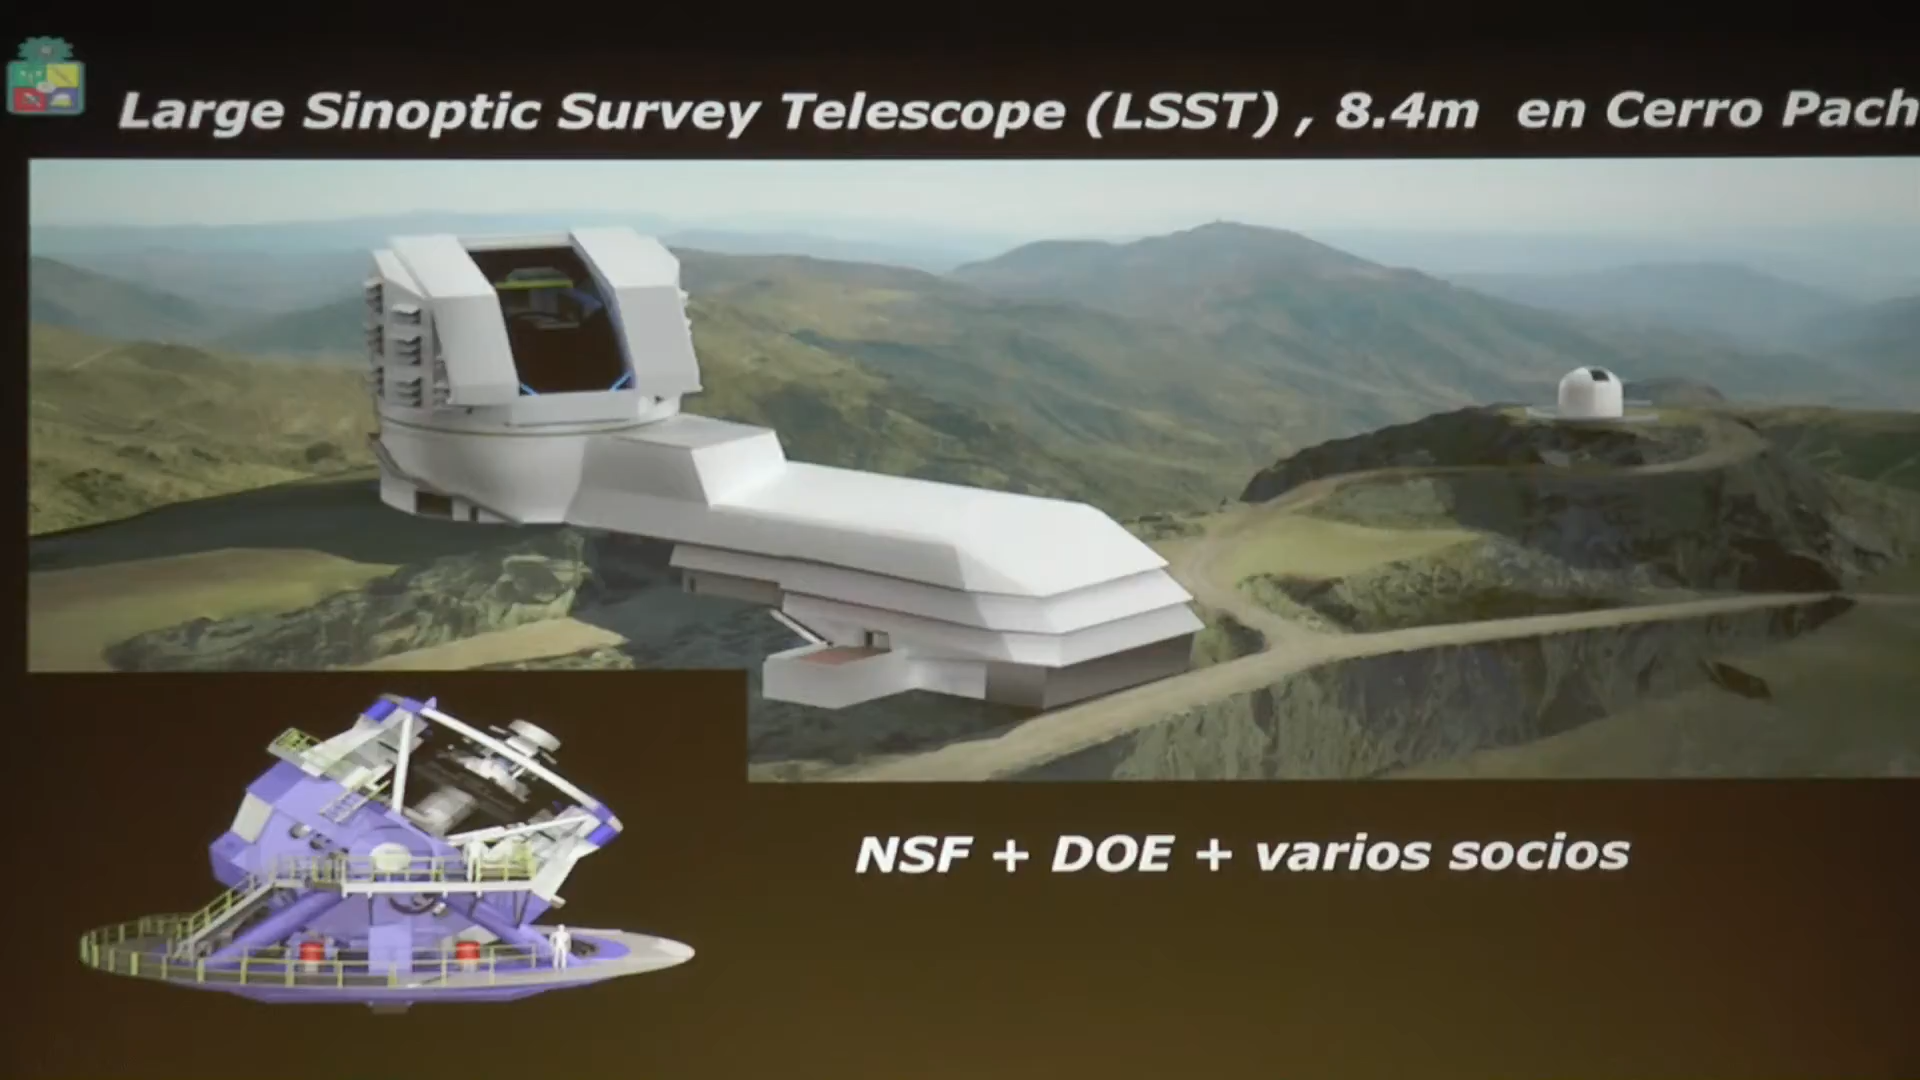 Large Sinoptic Survey Telescope (LSST) , 8.4m en Cerro Pach
NSF + DOE + varios socios